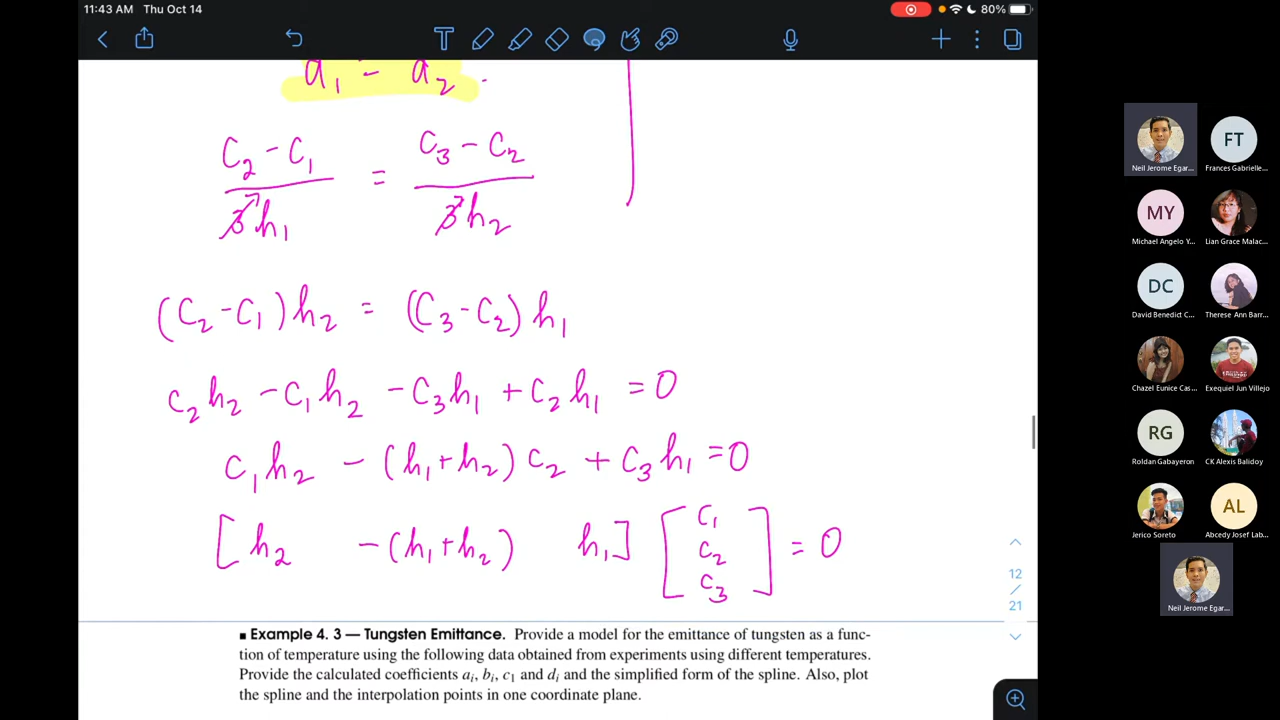 11:43 AM Thu Oct 14
80%
a₁ = a₂.
(c₂ - c₁) / (3h₁) = (c₃ - c₂) / (3h₂)
(c₂ - c₁)h₂ = (c₃ - c₂)h₁
c₂h₂ - c₁h₂ - c₃h₁ + c₂h₁ = 0
c₁h₂ - (h₁+h₂)c₂ + c₃h₁ = 0
[h₂ -(h₁+h₂) h₁] [c₁ c₂ c₃] = 0
12
/
21
■ Example 4. 3 — Tungsten Emittance. Provide a model for the emittance of tungsten as a func-
tion of temperature using the following data obtained from experiments using different temperatures.
Provide the calculated coefficients aᵢ, bᵢ, c₁ and dᵢ and the simplified form of the spline. Also, plot
the spline and the interpolation points in one coordinate plane.
Neil Jerome Egar...
FT
Frances Gabrielle...
MY
Michael Angelo Y...
Lian Grace Malac...
DC
David Benedict C...
Therese Ann Barr...
Chazel Eunice Cas...
Exequiel Jun Villejo
RG
Roldan Gabayeron
CK Alexis Balidoy
Jerico Soreto
AL
Abcedy Josef Lab...
Neil Jerome Egar...